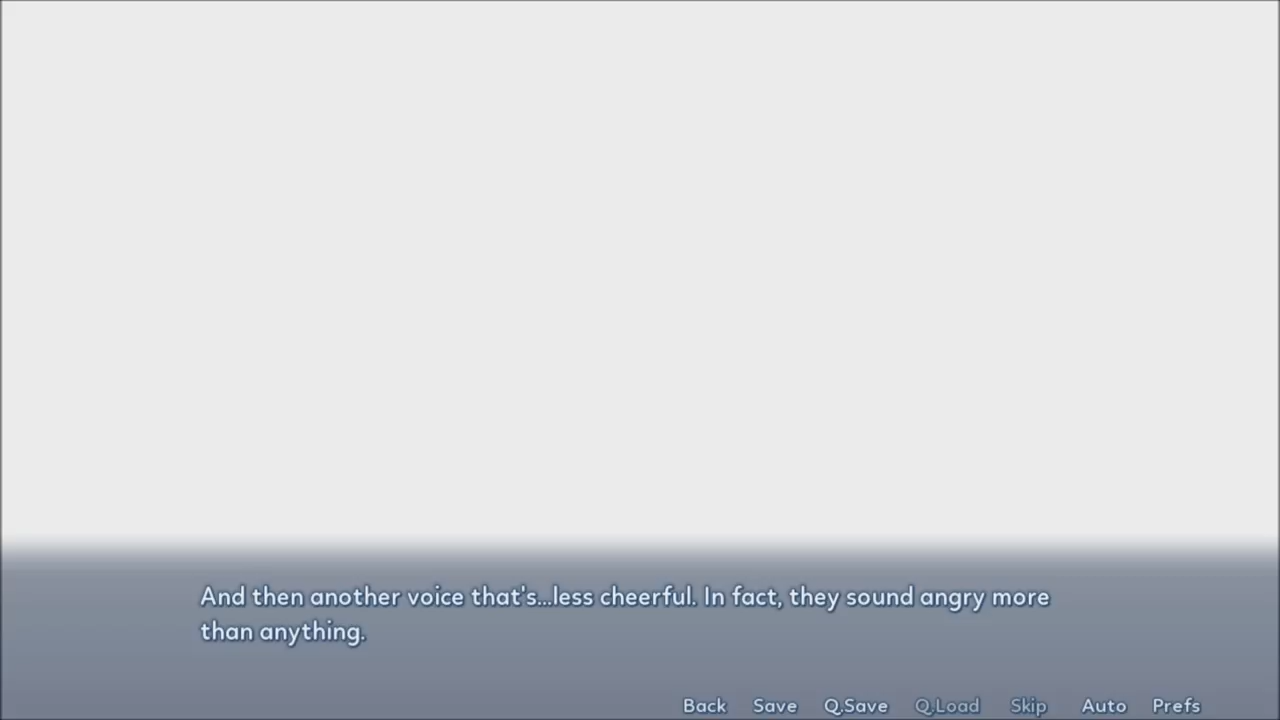 And then another voice that's...less cheerful. In fact, they sound angry more
than anything.
Back Save Q.Save Q.Load Skip Auto Prefs